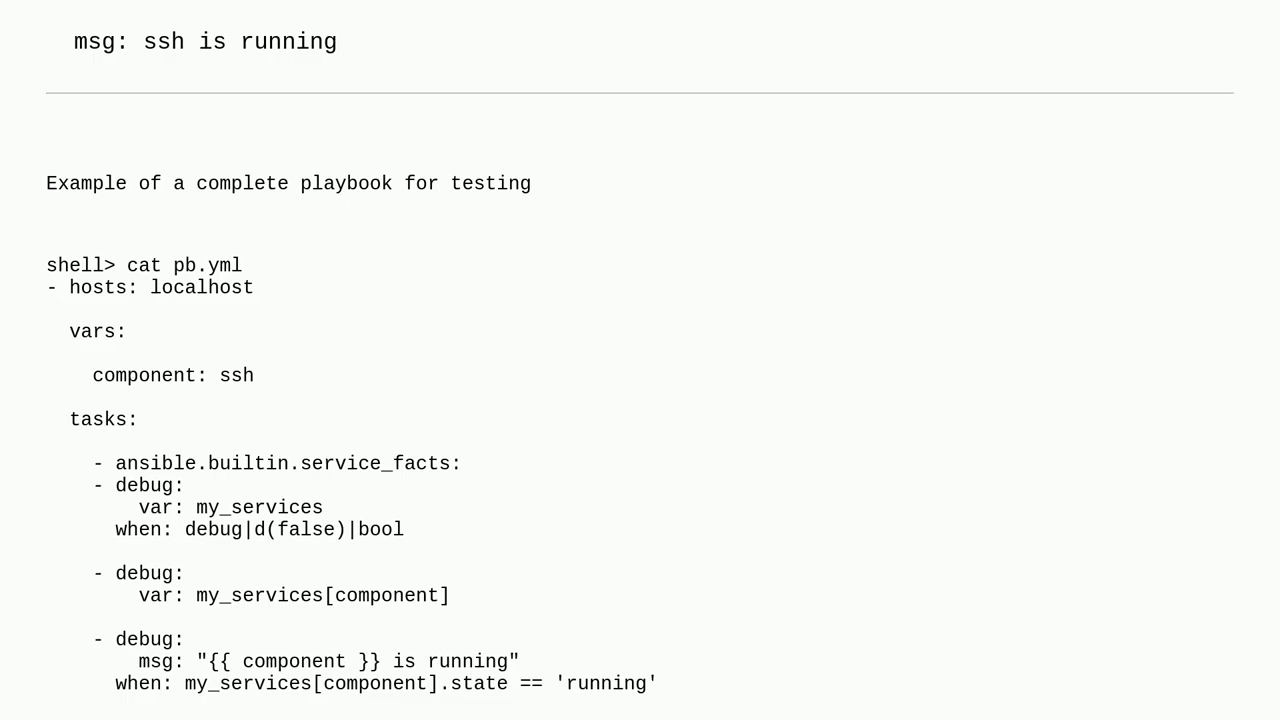 msg: ssh is running
Example of a complete playbook for testing
shell> cat pb.yml
- hosts: localhost
  vars:
    component: ssh
  tasks:
    - ansible.builtin.service_facts:
    - debug:
        var: my_services
      when: debug|d(false)|bool
    - debug:
        var: my_services[component]
    - debug:
        msg: "{{ component }} is running"
      when: my_services[component].state == 'running'